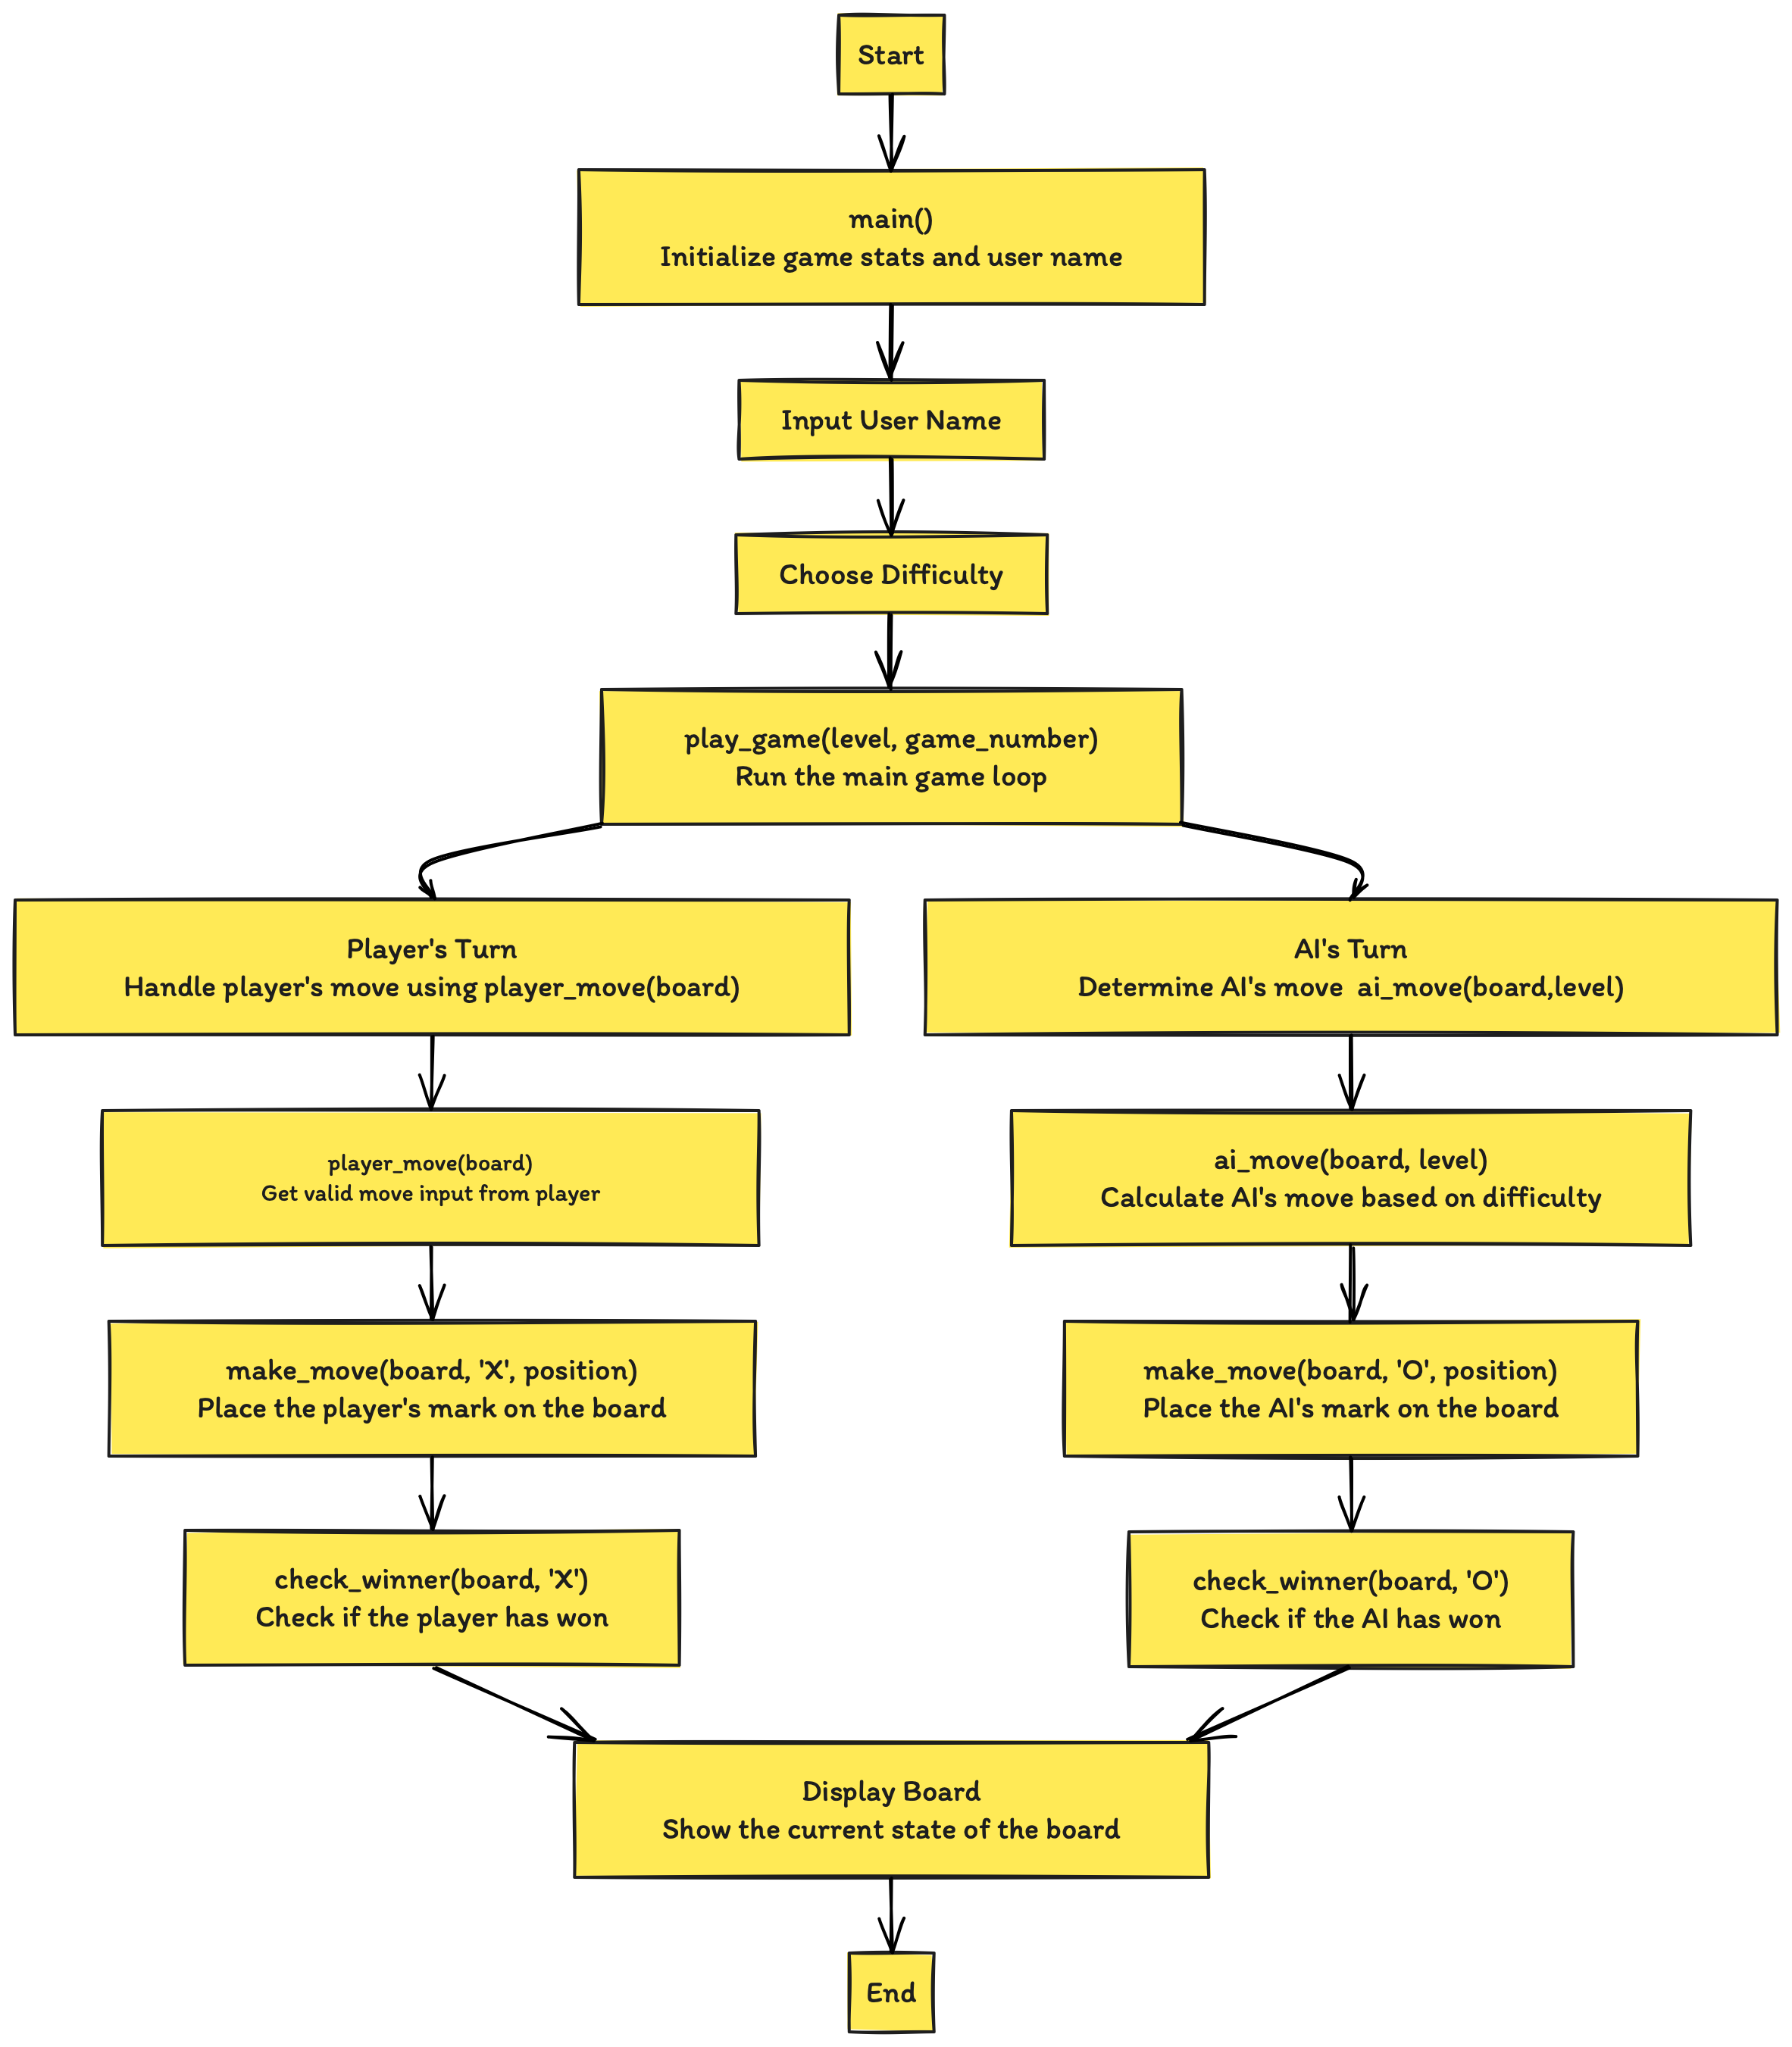 Start
main()
Initialize game stats and user name
Input User Name
Choose Difficulty
play_game(level, game_number)
Run the main game loop
Player's Turn
Handle player's move using player_move(board)
AI's Turn
Determine AI's move  ai_move(board,level)
player_move(board)
Get valid move input from player
ai_move(board, level)
Calculate AI's move based on difficulty
make_move(board, 'X', position)
Place the player's mark on the board
make_move(board, 'O', position)
Place the AI's mark on the board
check_winner(board, 'X')
Check if the player has won
check_winner(board, 'O')
Check if the AI has won
Display Board
Show the current state of the board
End